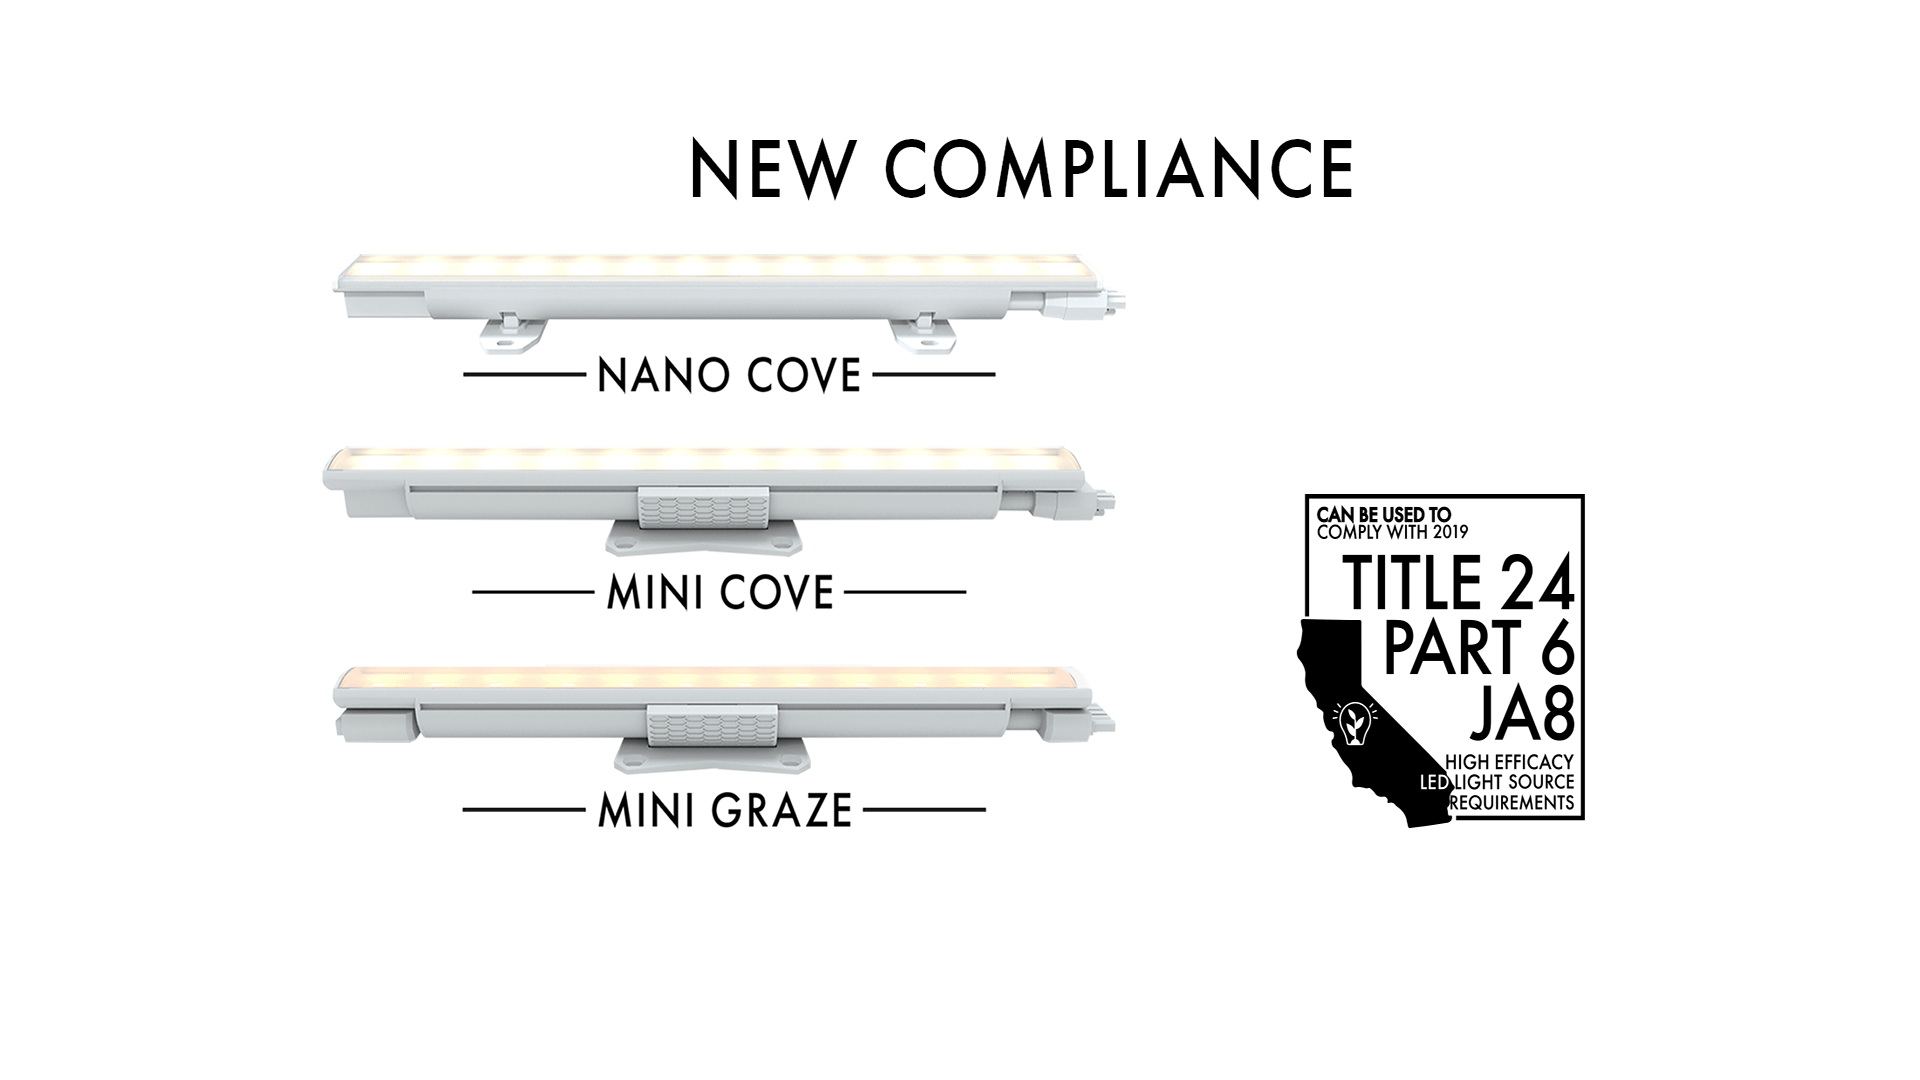 NEW COMPLIANCE
NANO COVE
MINI COVE
MINI GRAZE
CAN BE USED TO
COMPLY WITH 2019
TITLE 24
PART 6
JA8
HIGH EFFICACY
LED LIGHT SOURCE
REQUIREMENTS